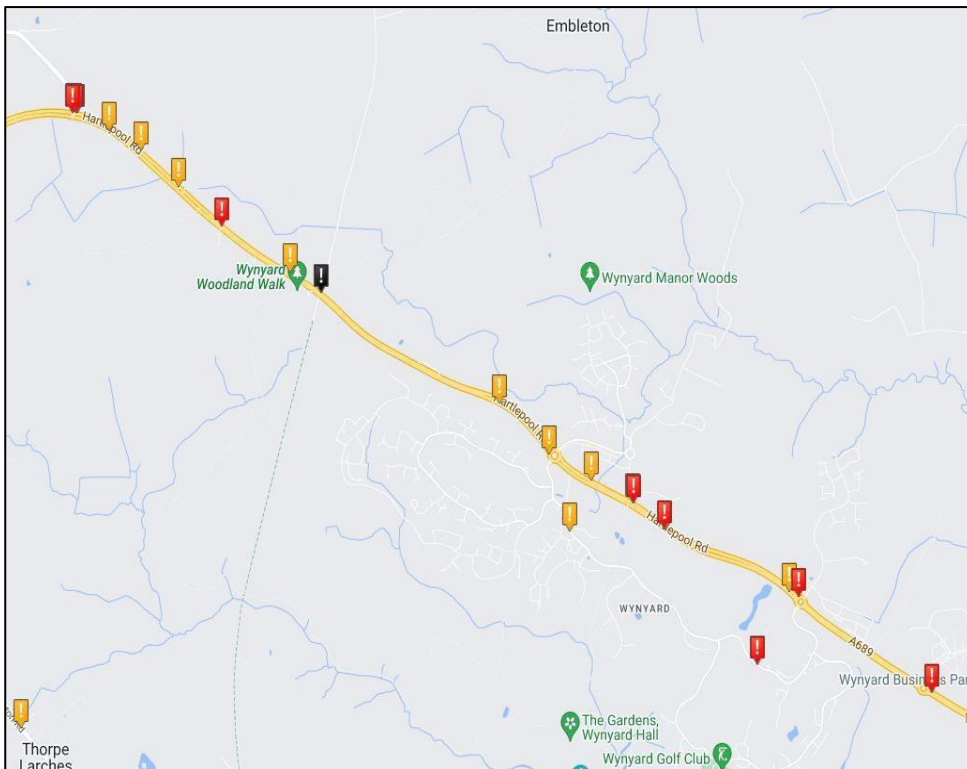 Embleton
Hartlepool Rd
Wynyard
Woodland Walk
Wynyard Manor Woods
Hartlepool R
Hartlepool Rd
WYNYARD
A689
Wynyard Business Par
The Gardens,
Wynyard Hall
Thorpe
Larches
Wynyard Golf Club